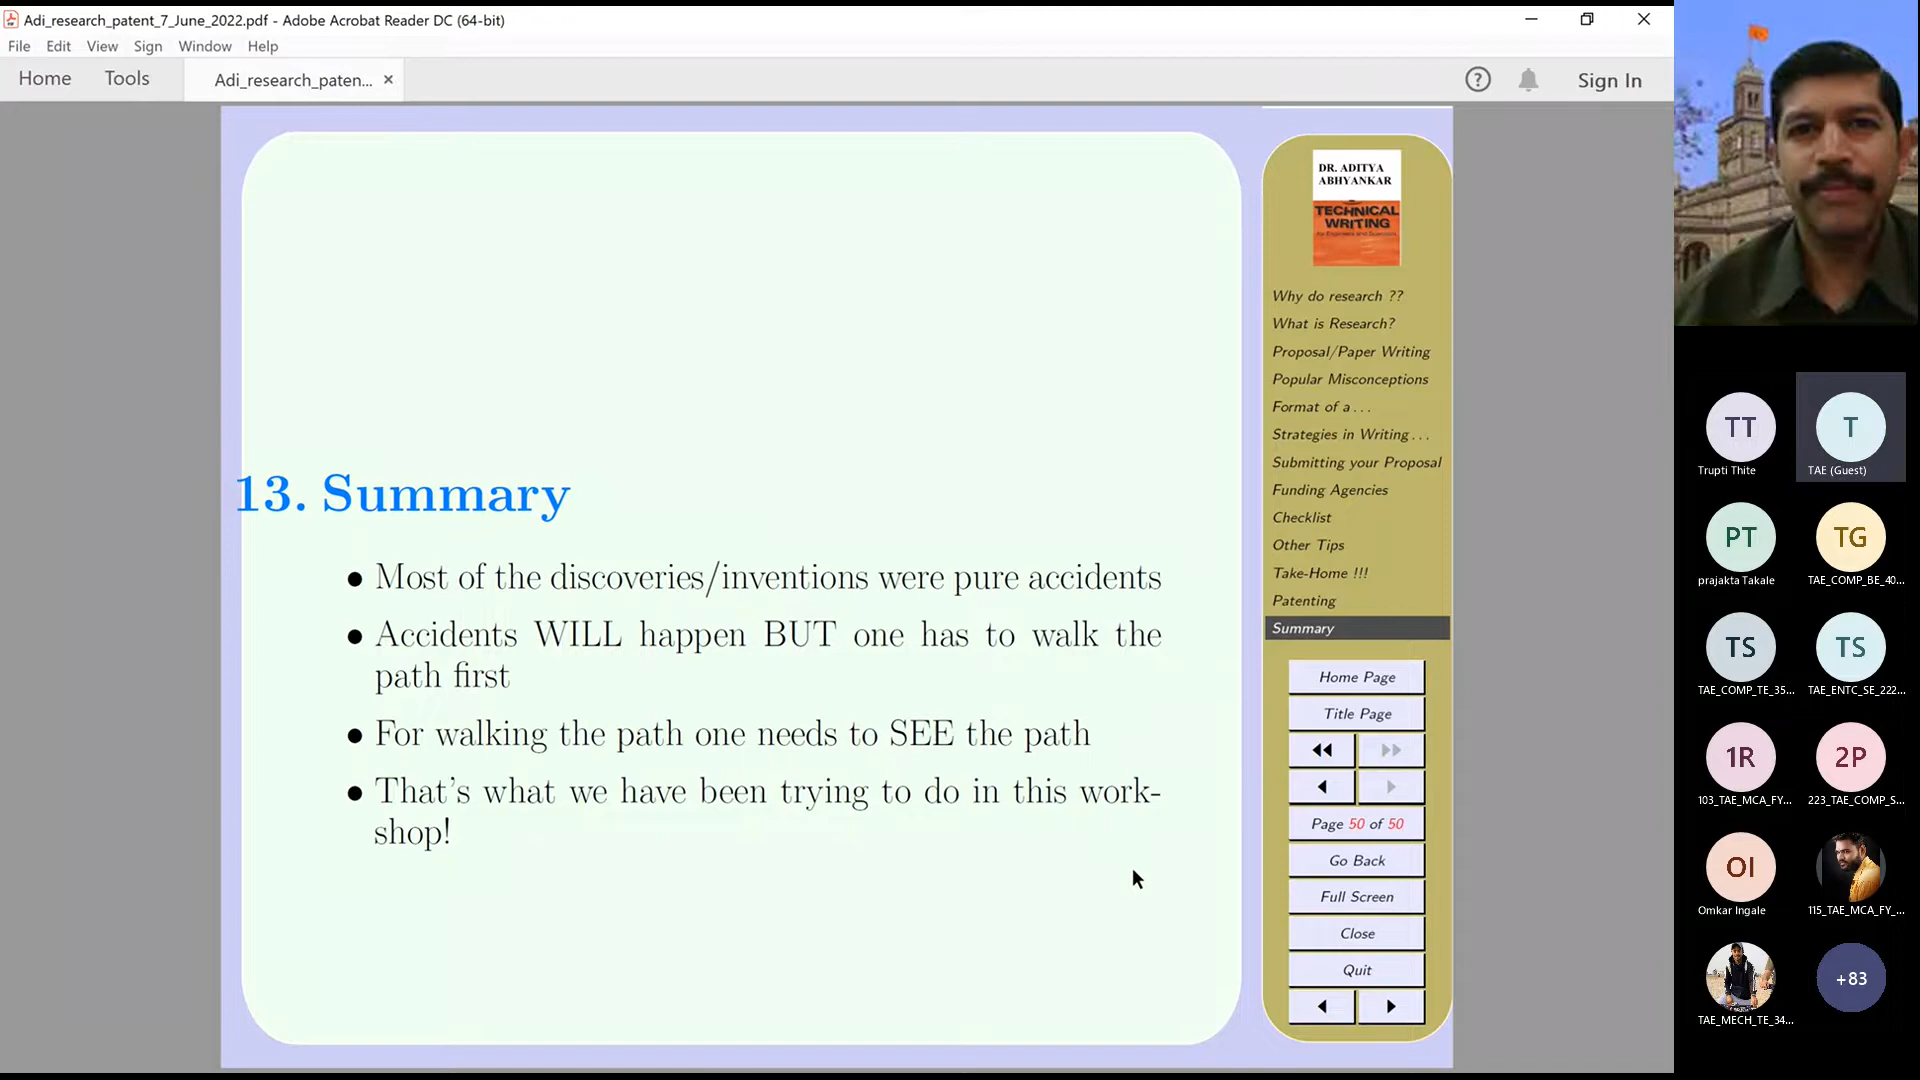 Adi_research_patent_7_June_2022.pdf - Adobe Acrobat Reader DC (64-bit)
File Edit View Sign Window Help
Home Tools Adi_research_paten... × Sign In
DR. ADITYA
ABHYANKAR
TECHNICAL
WRITING
for Engineers and Scientists
13. Summary
• Most of the discoveries/inventions were pure accidents
• Accidents WILL happen BUT one has to walk the
path first
• For walking the path one needs to SEE the path
• That's what we have been trying to do in this work-
shop!
Why do research ??
What is Research?
Proposal/Paper Writing
Popular Misconceptions
Format of a . . .
Strategies in Writing . . .
Submitting your Proposal
Funding Agencies
Checklist
Other Tips
Take-Home !!!
Patenting
Summary
Home Page
Title Page
Page 50 of 50
Go Back
Full Screen
Close
Quit
TT T
Trupti Thite TAE (Guest)
PT TG
prajakta Takale TAE_COMP_BE_40...
TS TS
TAE_COMP_TE_35... TAE_ENTC_SE_222...
1R 2P
103_TAE_MCA_FY... 223_TAE_COMP_S...
OI
Omkar Ingale 115_TAE_MCA_FY_...
+83
TAE_MECH_TE_34...